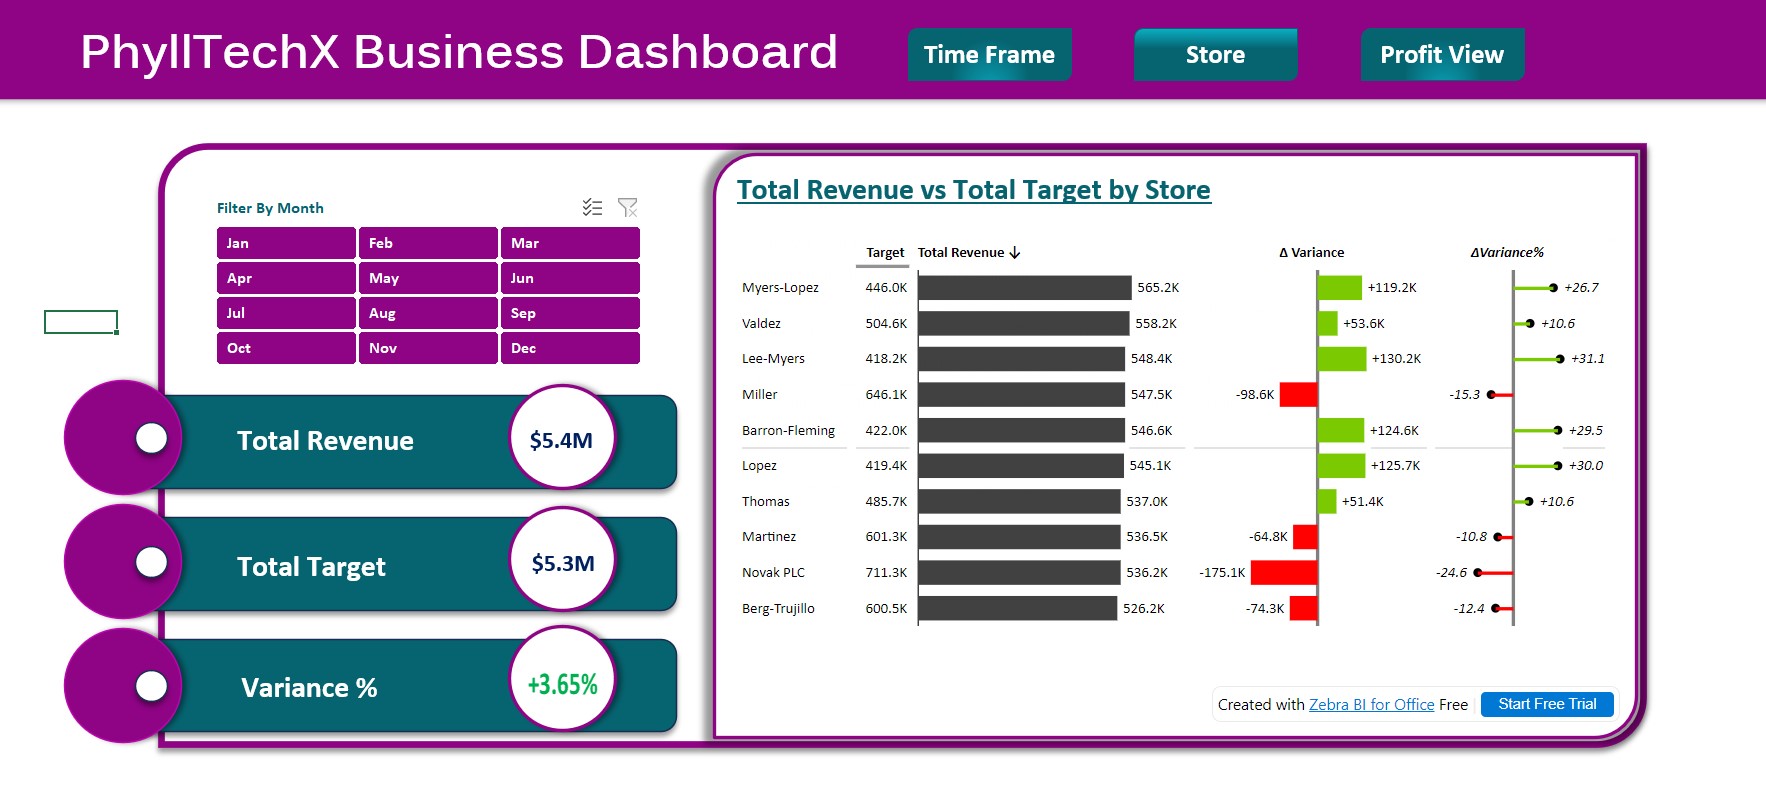 PhyllTechX Business Dashboard
Time Frame
Store
Profit View
Filter By Month
Jan Feb Mar
Apr May Jun
Jul Aug Sep
Oct Nov Dec
Total Revenue $5.4M
Total Target $5.3M
Variance % +3.65%
Total Revenue vs Total Target by Store
Target Total Revenue ↓ Δ Variance ΔVariance%
Myers-Lopez 446.0K 565.2K +119.2K +26.7
Valdez 504.6K 558.2K +53.6K +10.6
Lee-Myers 418.2K 548.4K +130.2K +31.1
Miller 646.1K 547.5K -98.6K -15.3
Barron-Fleming 422.0K 546.6K +124.6K +29.5
Lopez 419.4K 545.1K +125.7K +30.0
Thomas 485.7K 537.0K +51.4K +10.6
Martinez 601.3K 536.5K -64.8K -10.8
Novak PLC 711.3K 536.2K -175.1K -24.6
Berg-Trujillo 600.5K 526.2K -74.3K -12.4
Created with Zebra BI for Office Free Start Free Trial